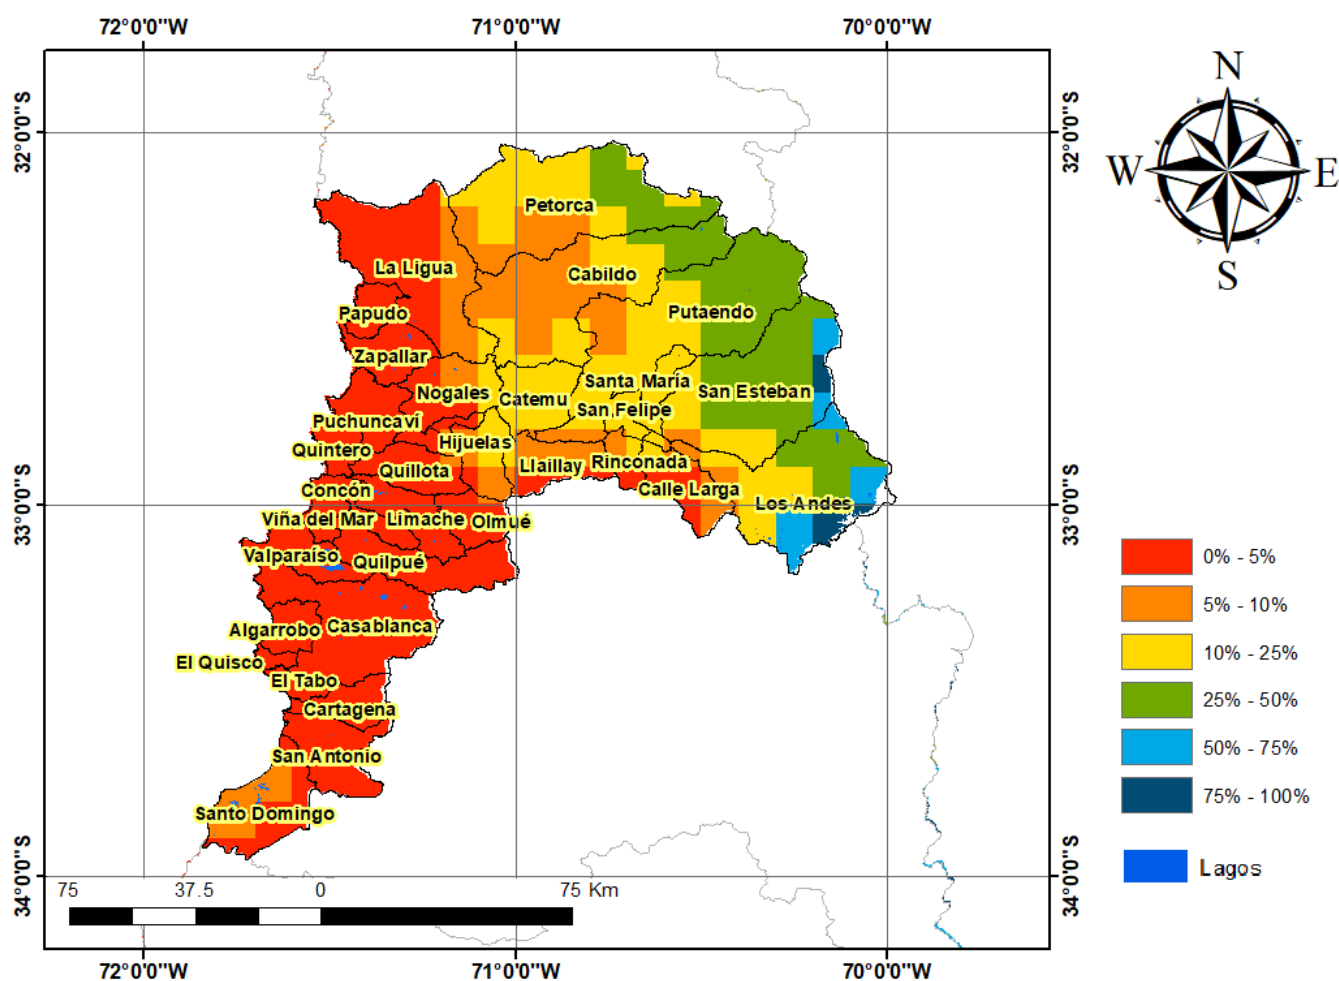 72°0'0"W 71°0'0"W 70°0'0"W
N
W E
S
32°0'0"S 32°0'0"S
Petorca
La Ligua
Cabildo
Papudo
Putaendo
Zapallar
Santa María
Nogales
Catemu
San Esteban
San Felipe
Puchuncaví
Hijuelas
Quintero
Llaillay
Rinconada
Quillota
Concón
Calle Larga
Los Andes
33°0'0"S 33°0'0"S
Viña del Mar
Limache
Olmué
Valparaíso
Quilpué
Algarrobo
Casablanca
El Quisco
El Tabo
Cartagena
San Antonio
Santo Domingo
0% - 5%
5% - 10%
10% - 25%
25% - 50%
50% - 75%
75% - 100%
Lagos
34°0'0"S 34°0'0"S
75 37.5 0 75 Km
72°0'0"W 71°0'0"W 70°0'0"W